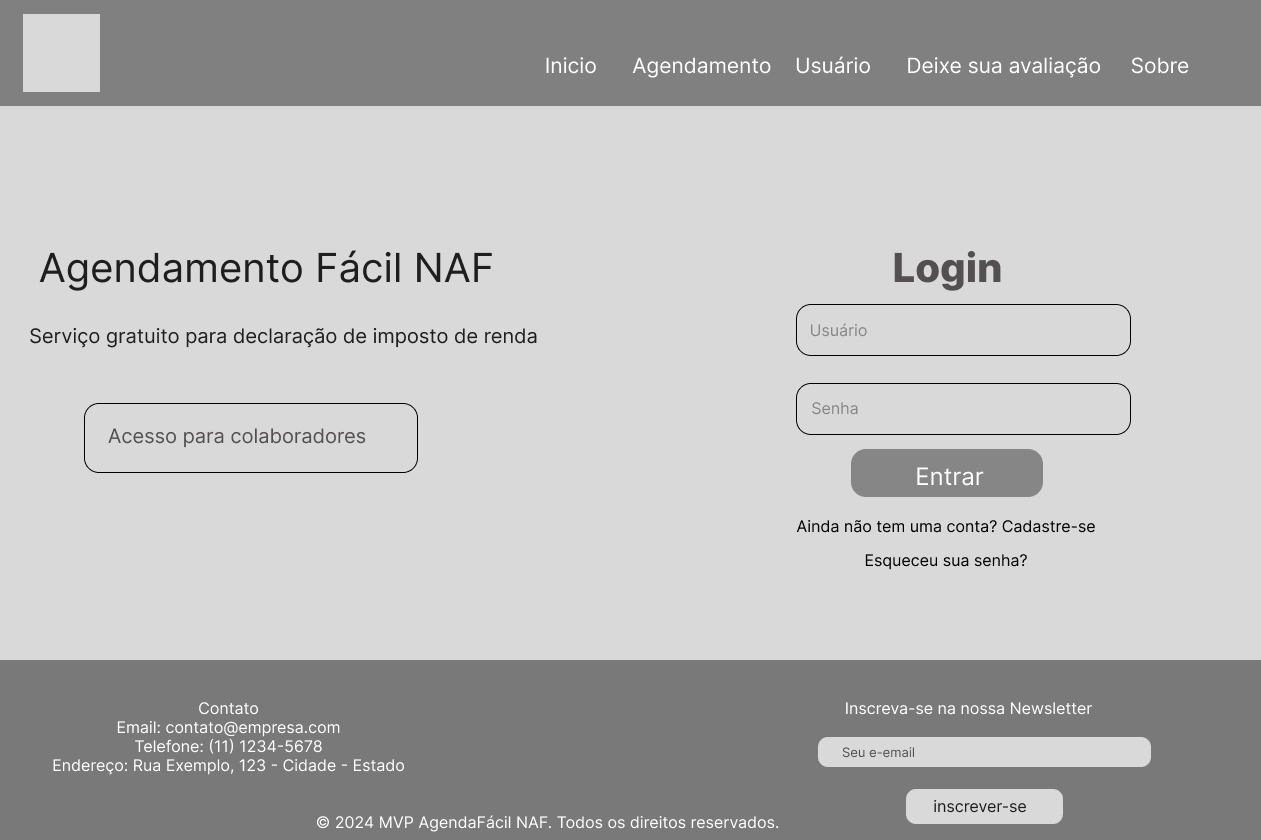 Inicio
Agendamento
Usuário
Deixe sua avaliação
Sobre
Agendamento Fácil NAF
Serviço gratuito para declaração de imposto de renda
Acesso para colaboradores
Login
Usuário
Senha
Entrar
Ainda não tem uma conta? Cadastre-se
Esqueceu sua senha?
Contato
Email: contato@empresa.com
Telefone: (11) 1234-5678
Endereço: Rua Exemplo, 123 - Cidade - Estado
Inscreva-se na nossa Newsletter
Seu e-email
inscrever-se
© 2024 MVP AgendaFácil NAF. Todos os direitos reservados.